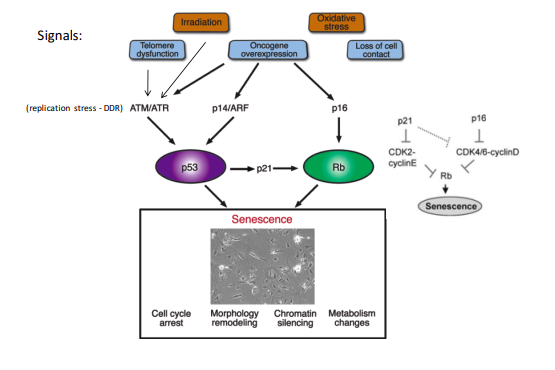 Signals:
Irradiation
Oxidative
stress
Telomere
dysfunction
Oncogene
overexpression
Loss of cell
contact
(replication stress - DDR)
ATM/ATR
p14/ARF
p16
p53
p21
Rb
Senescence
Cell cycle
arrest
Morphology
remodeling
Chromatin
silencing
Metabolism
changes
p21
p16
CDK2-
cyclinE
CDK4/6-cyclinD
Rb
Senescence